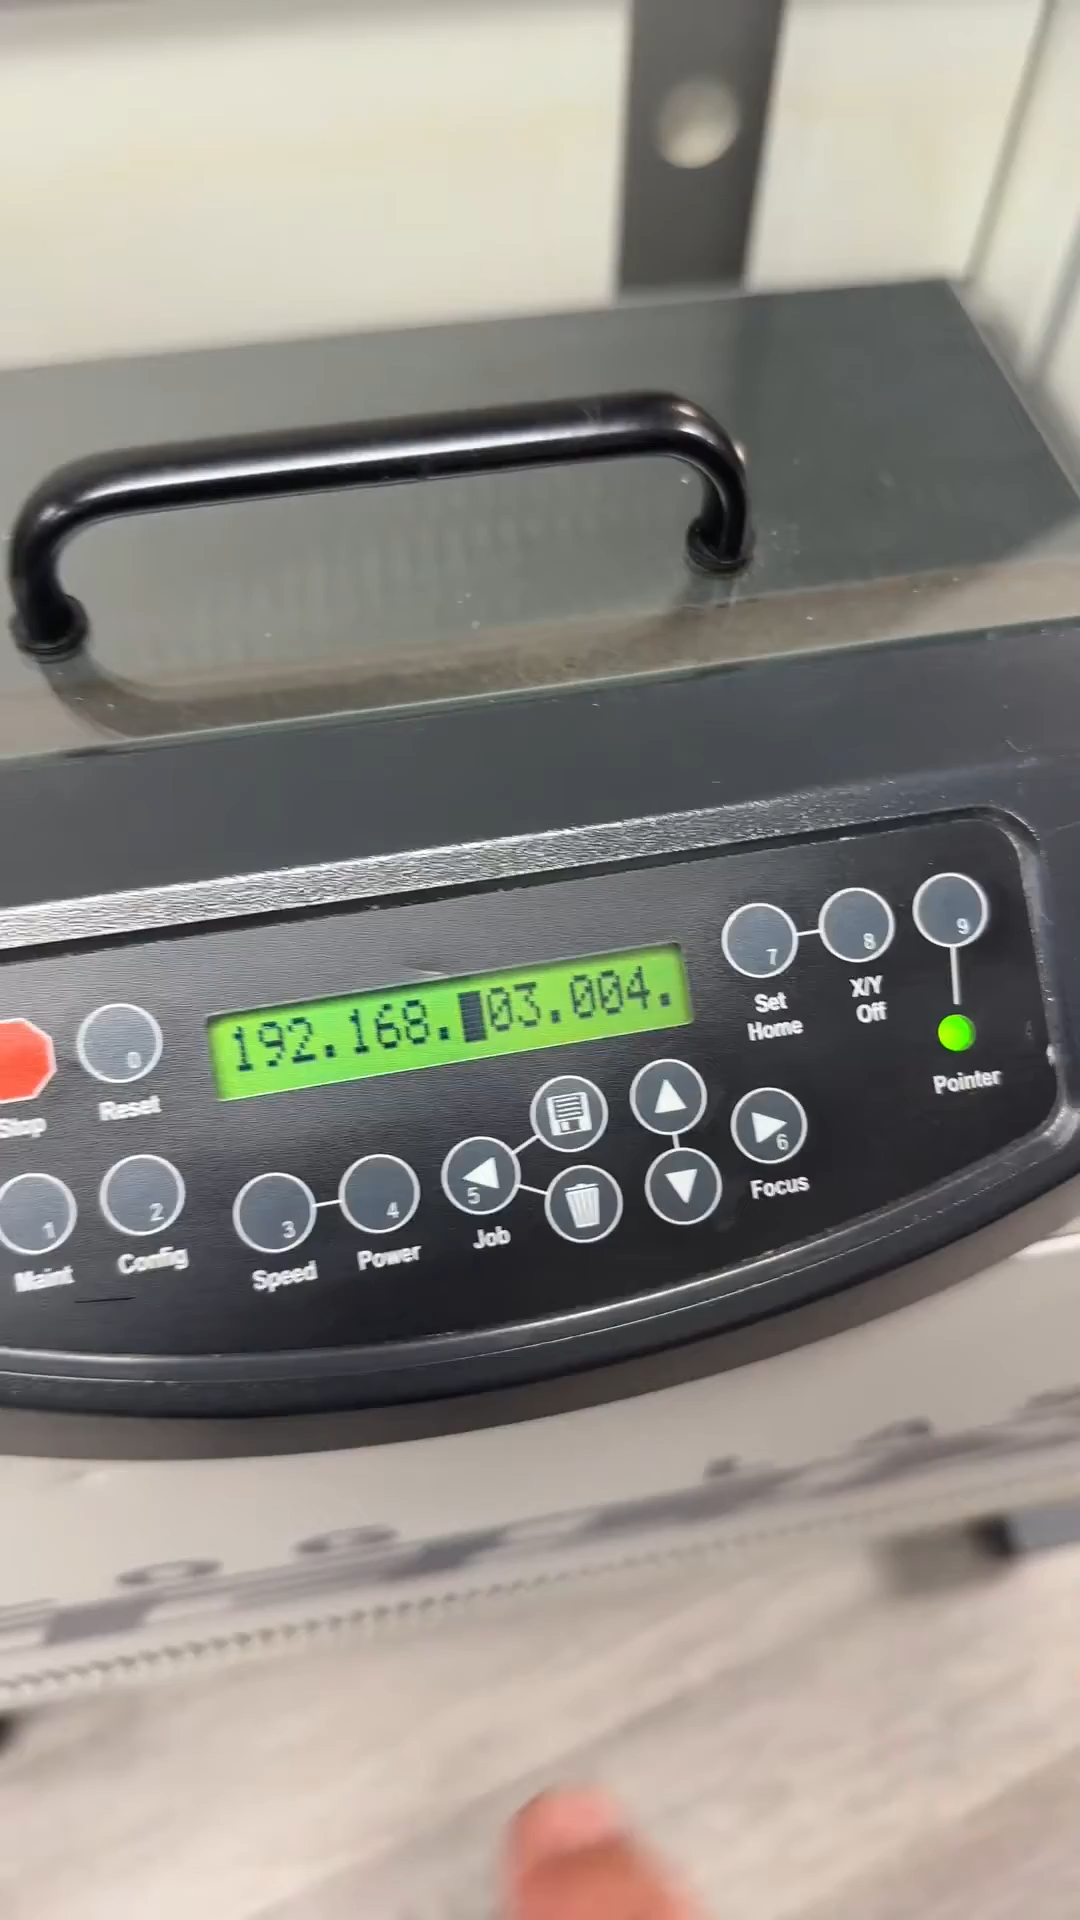 192.168.█03.004.
7
8
9
Set
Home
X/Y
Off
Pointer
Stop
0
Reset
1
Maint
2
Config
3
Speed
4
Power
5
Job
6
Focus